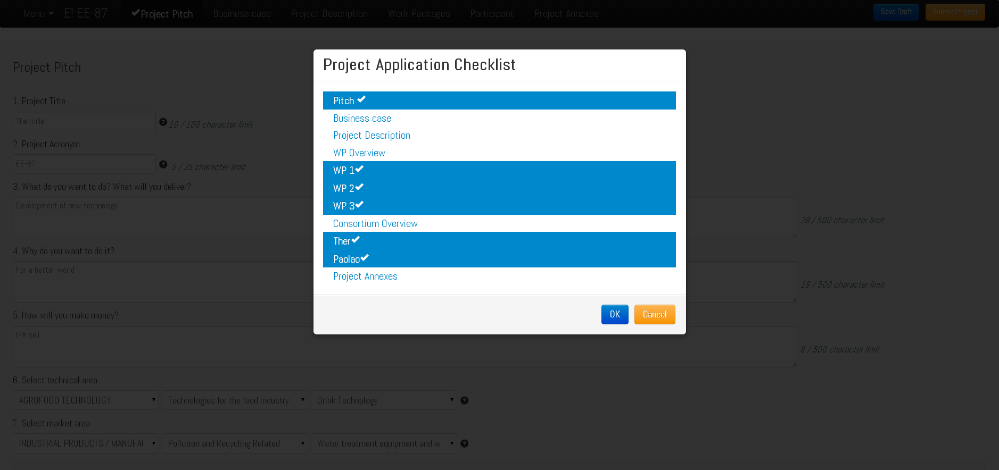 Menu E! EE-87 Project Pitch Business case Project Description Work Packages Participant Project Annexes Save Draft Submit Project
Project Pitch
1. Project Title
The mille 10 / 100 character limit
2. Project Acronym
EE-87 5 / 25 character limit
3. What do you want to do? What will you deliver?
Development of new technology
29 / 500 character limit
4. Why do you want to do it?
For a better world
18 / 500 character limit
5. How will you make money?
IPR sell
8 / 500 character limit
6. Select technical area
AGROFOOD TECHNOLOGY Technologies for the food industry Drink Technology
7. Select market area
INDUSTRIAL PRODUCTS / MANUFAC Pollution and Recycling Related Water treatment equipment and w
Project Application Checklist
Pitch
Business case
Project Description
WP Overview
WP 1
WP 2
WP 3
Consortium Overview
Ther
Paolao
Project Annexes
OK Cancel